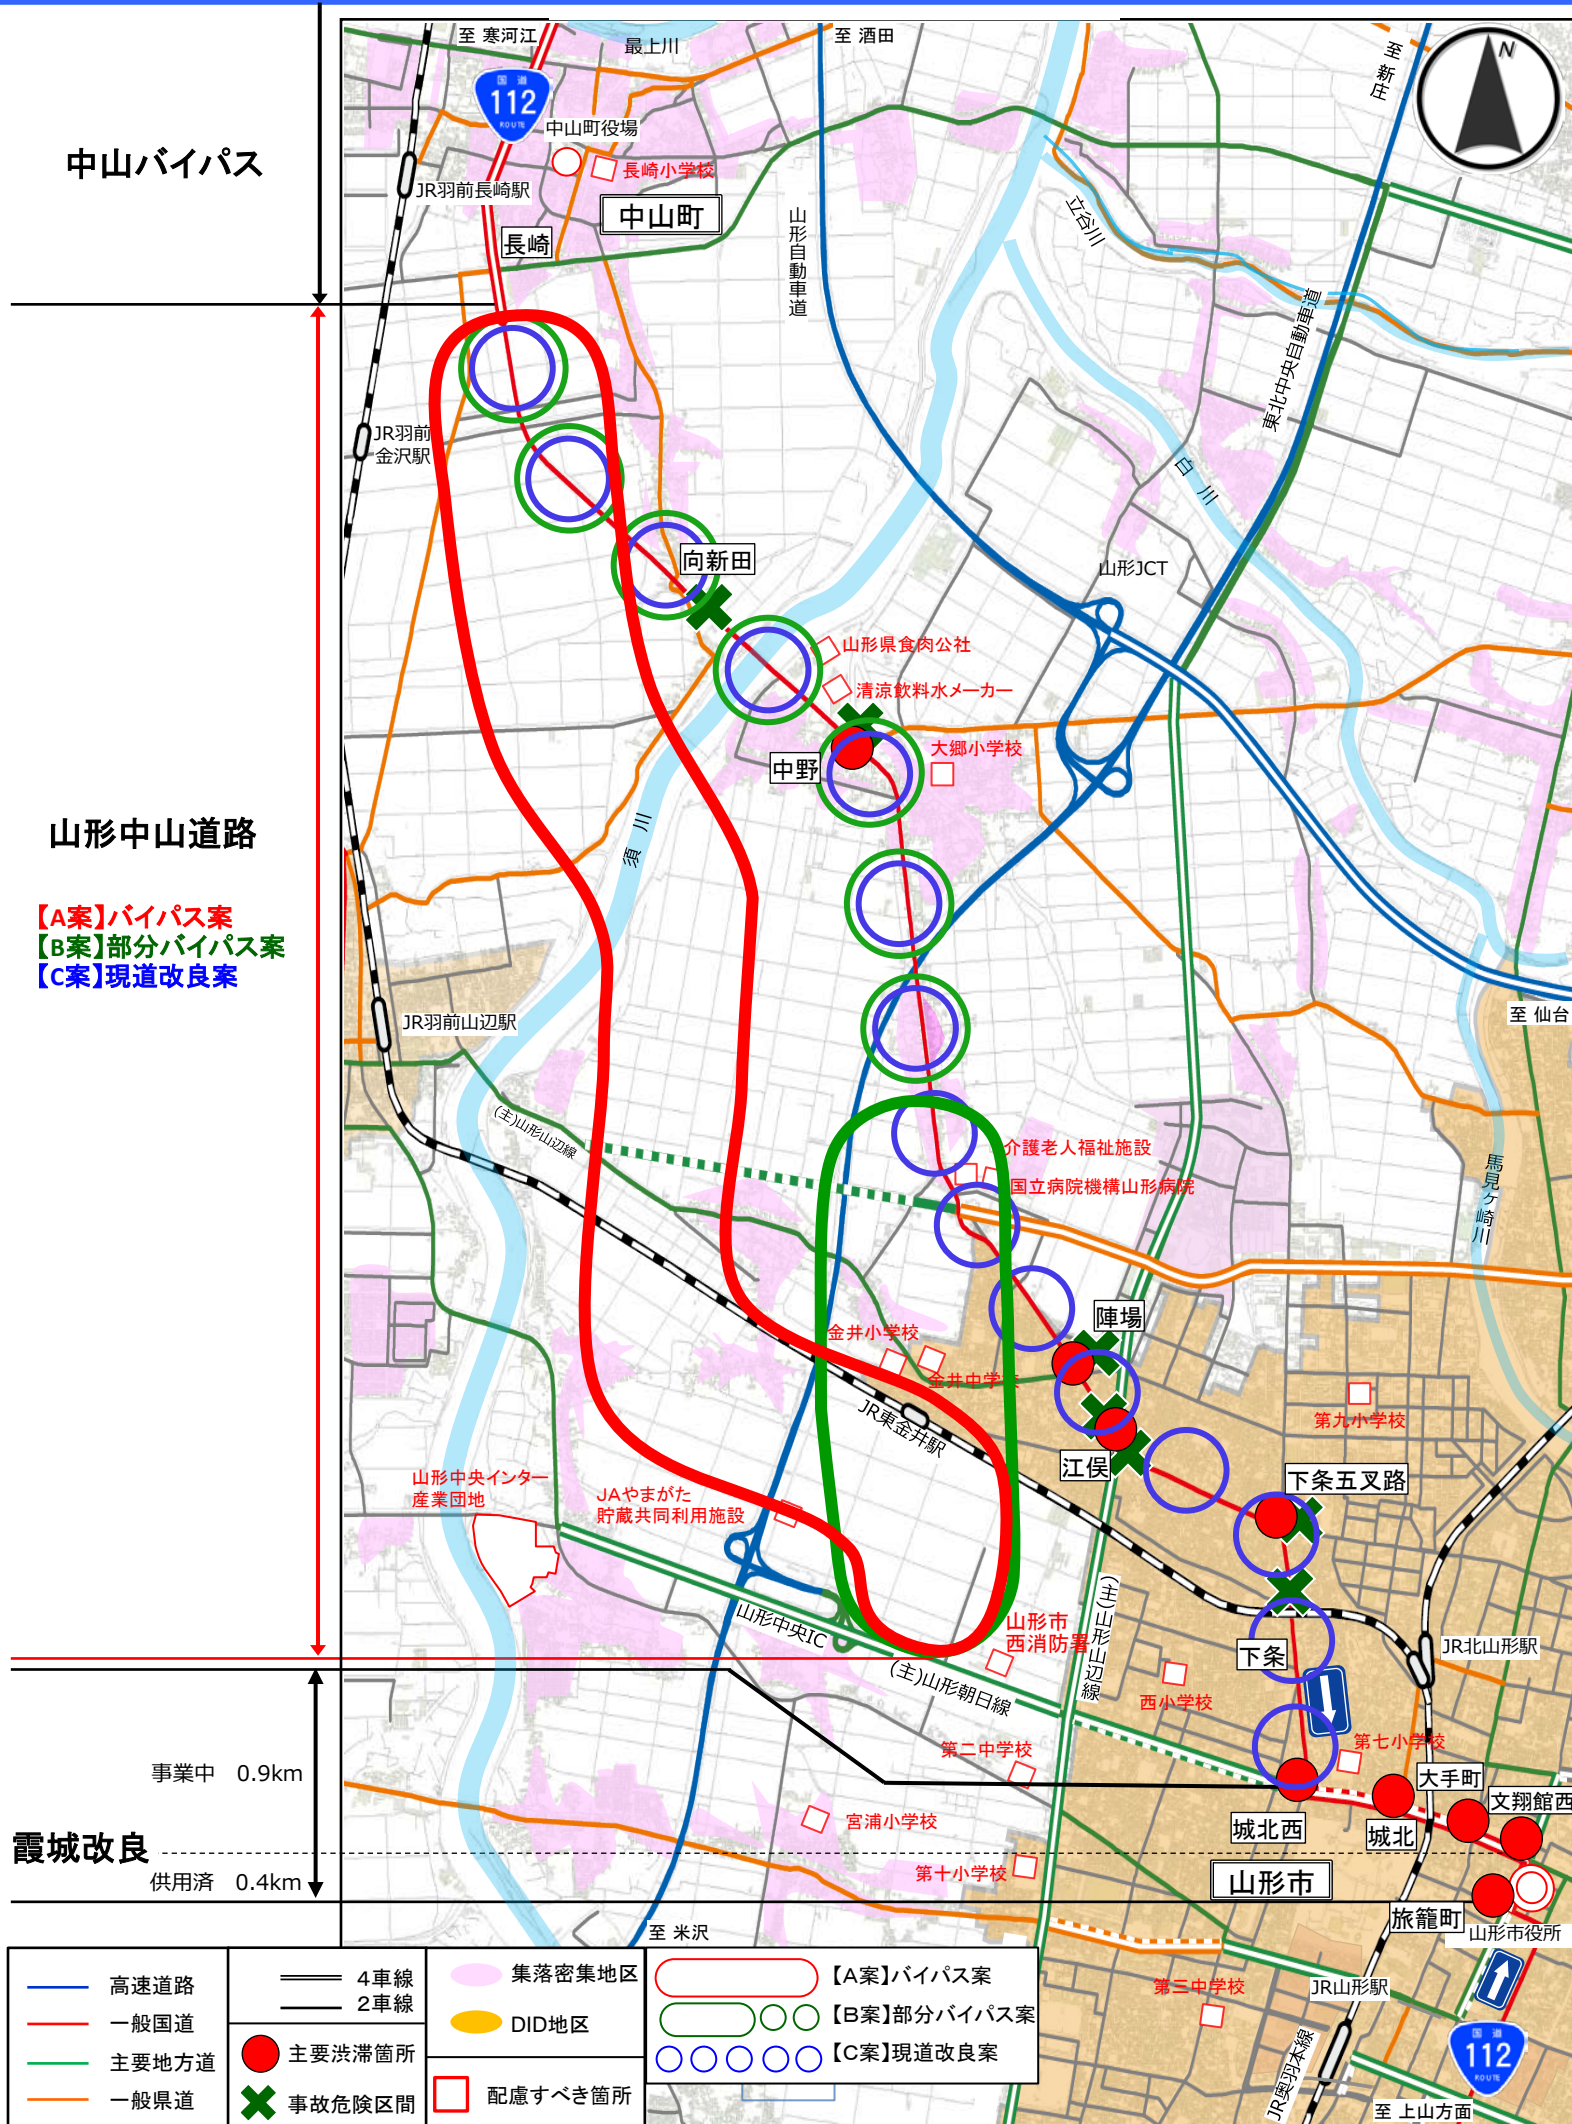 至 寒河江
最上川
至 酒田
至 新庄
N
国道
112
ROUTE
中山町役場
長崎小学校
中山バイパス
JR羽前長崎駅
中山町
長崎
山形自動車道
立谷川
東北中央自動車道
JR羽前
金沢駅
白川
向新田
山形JCT
山形県食肉公社
清涼飲料水メーカー
大郷小学校
中野
須川
山形中山道路
【A案】バイパス案
【B案】部分バイパス案
【C案】現道改良案
JR羽前山辺駅
至 仙台
(主)山形山辺線
介護老人福祉施設
国立病院機構山形病院
馬見ヶ崎川
陣場
金井小学校
金井中学校
JR東金井駅
第九小学校
江俣
下条五叉路
山形中央インター
産業団地
JAやまがた
貯蔵共同利用施設
山形中央IC
山形市
西消防署
(主)山形山辺線
JR北山形駅
下条
(主)山形朝日線
西小学校
第二中学校
第七小学校
事業中 0.9km
大手町
文翔館西
宮浦小学校
城北西
城北
霞城改良
第十小学校
供用済 0.4km
山形市
旅籠町
山形市役所
至 米沢
第三中学校
JR山形駅
JR奥羽本線
国道
112
ROUTE
至 上山方面
高速道路
一般国道
主要地方道
一般県道
4車線
2車線
主要渋滞箇所
事故危険区間
集落密集地区
DID地区
配慮すべき箇所
【A案】バイパス案
【B案】部分バイパス案
【C案】現道改良案